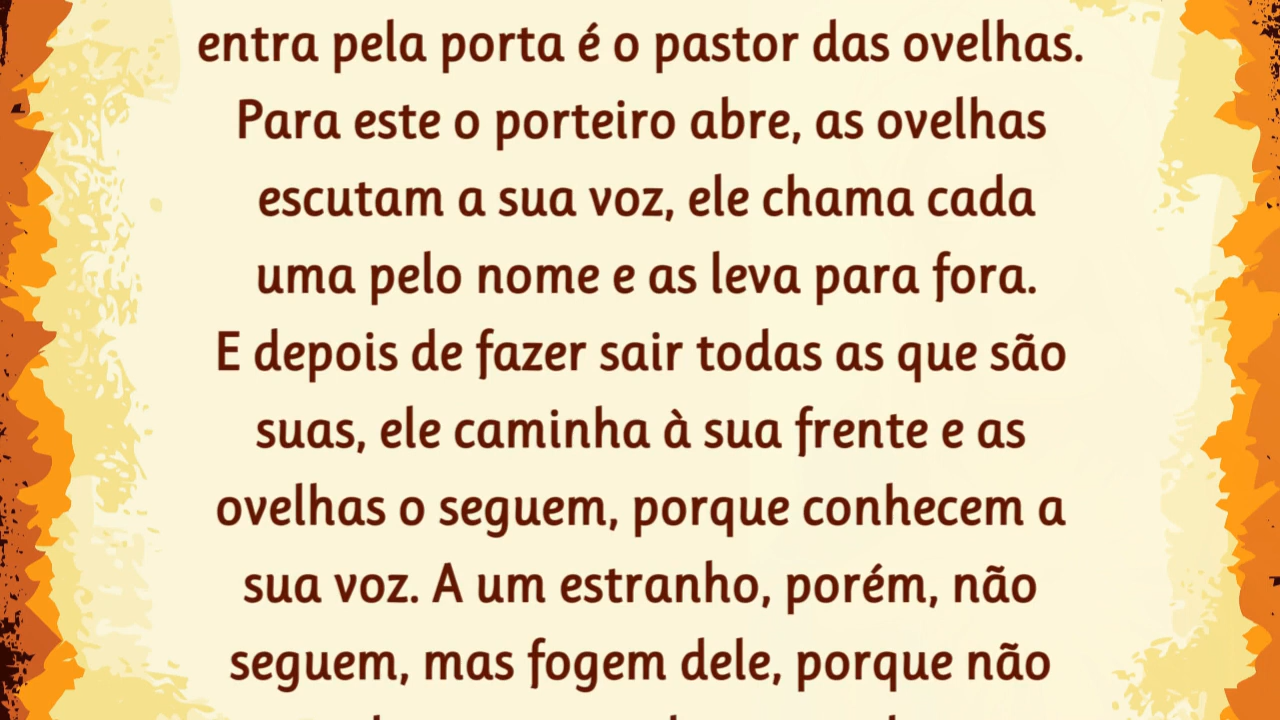 entra pela porta é o pastor das ovelhas.
Para este o porteiro abre, as ovelhas
escutam a sua voz, ele chama cada
uma pelo nome e as leva para fora.
E depois de fazer sair todas as que são
suas, ele caminha à sua frente e as
ovelhas o seguem, porque conhecem a
sua voz. A um estranho, porém, não
seguem, mas fogem dele, porque não